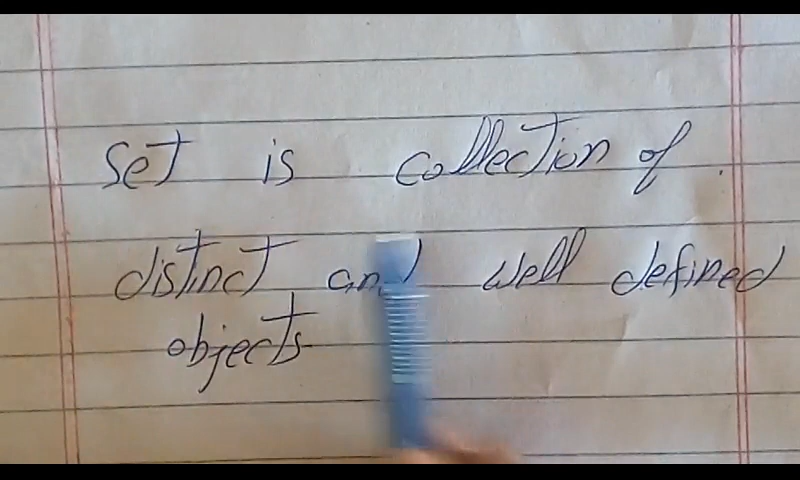 Set is collection of
distinct and well defined
objects